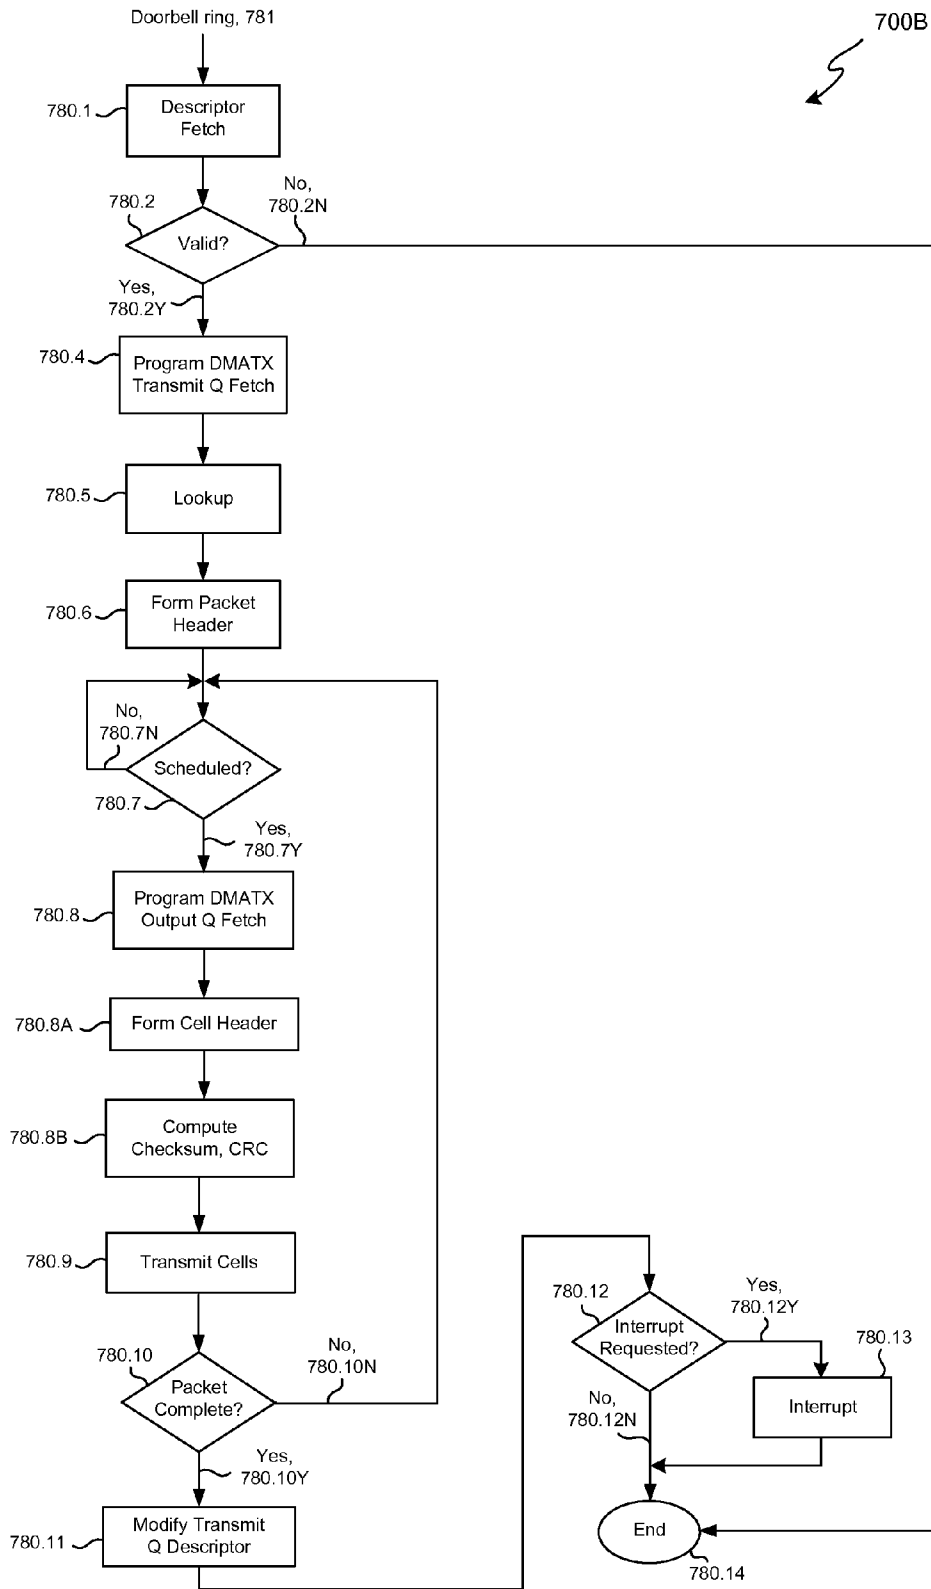 Doorbell ring, 781
700B
780.1
Descriptor
Fetch
780.2
Valid?
No,
780.2N
Yes,
780.2Y
780.4
Program DMATX
Transmit Q Fetch
780.5
Lookup
780.6
Form Packet
Header
No,
780.7N
Scheduled?
780.7
Yes,
780.7Y
780.8
Program DMATX
Output Q Fetch
780.8A
Form Cell Header
780.8B
Compute
Checksum, CRC
780.9
Transmit Cells
780.10
Packet
Complete?
No,
780.10N
Yes,
780.10Y
780.11
Modify Transmit
Q Descriptor
780.12
Interrupt
Requested?
Yes,
780.12Y
780.13
Interrupt
No,
780.12N
End
780.14